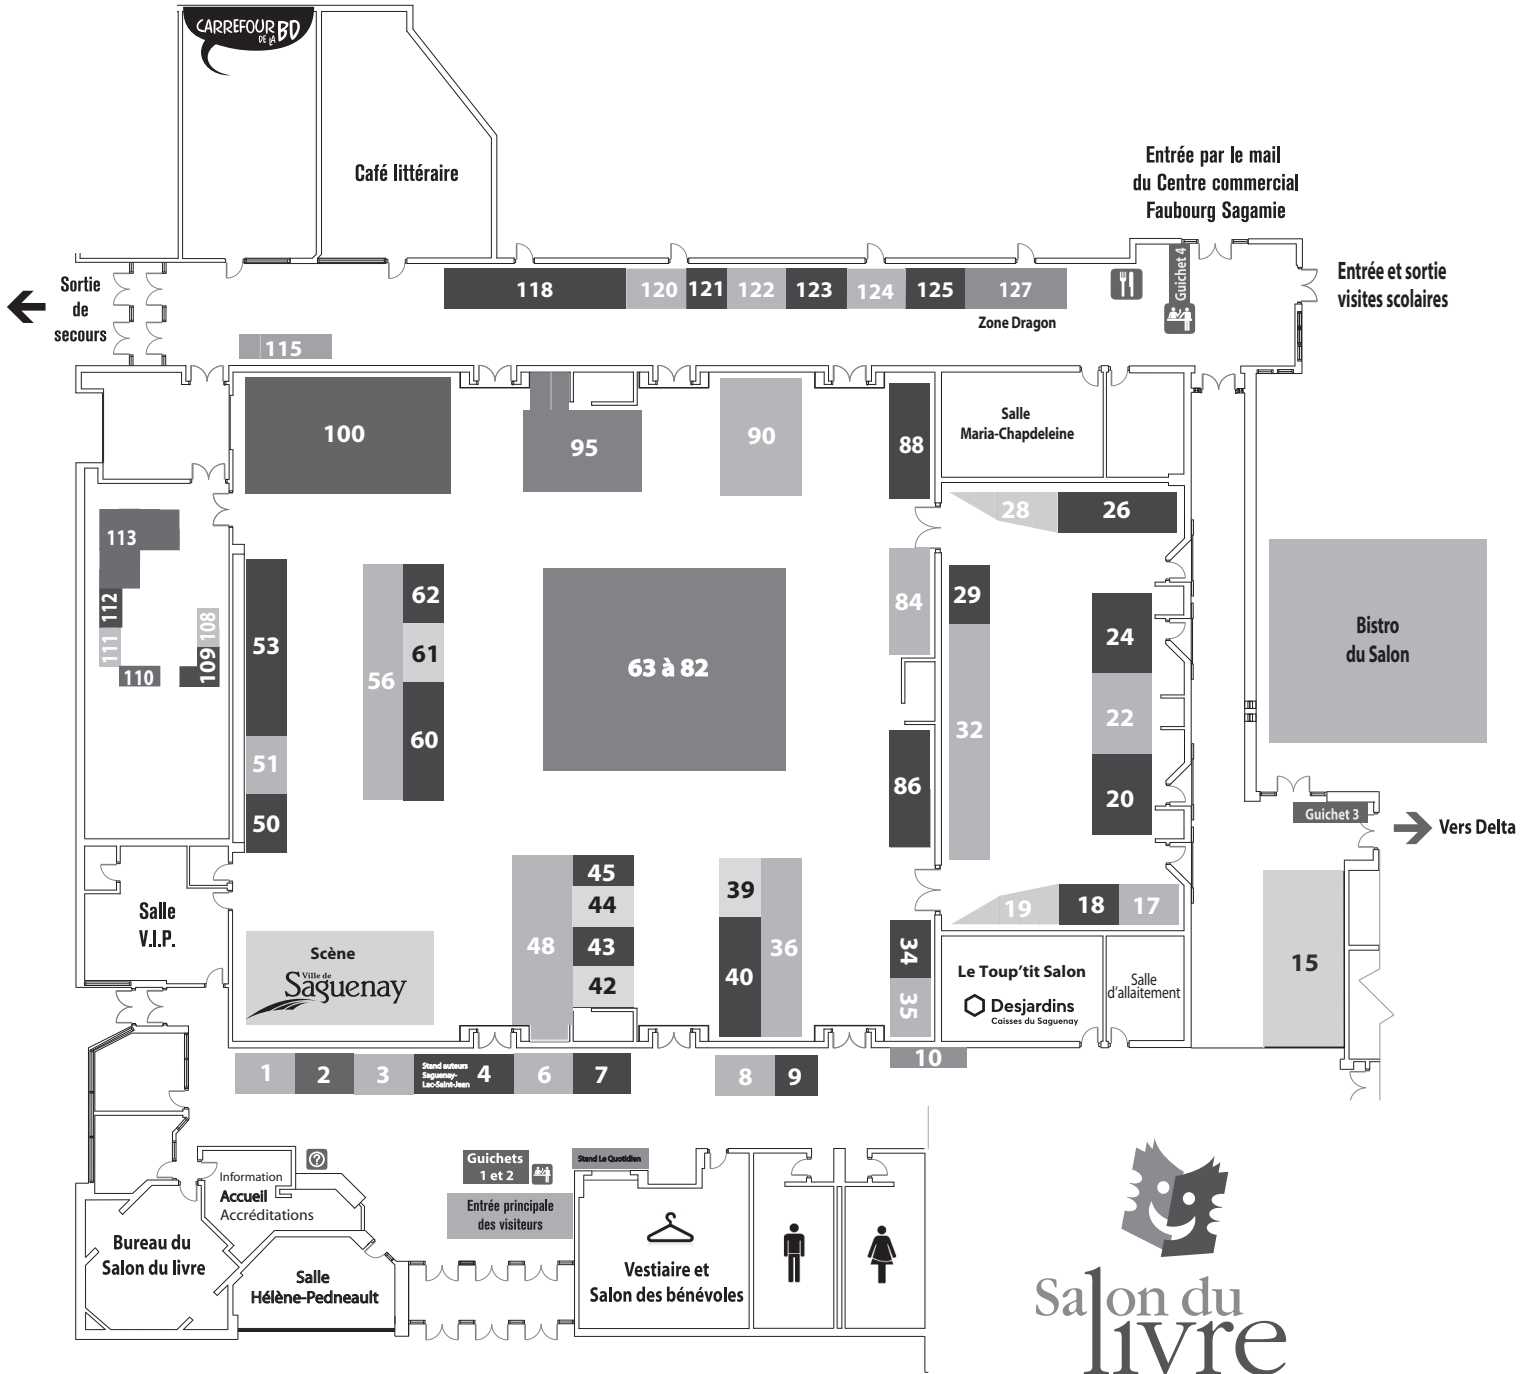 CARREFOUR
DE LA BD
Café littéraire
Entrée par le mail
du Centre commercial
Faubourg Sagamie
Sortie
de
secours
118
120
121
122
123
124
125
127
Zone Dragon
Guichet 4
Entrée et sortie
visites scolaires
115
100
95
90
88
Salle
Maria-Chapdeleine
28
26
113
112
111
110
109
108
53
51
50
62
61
60
56
63 à 82
84
86
29
32
24
22
20
Bistro
du Salon
Guichet 3
Vers Delta
Salle
V.I.P.
Scène
Ville de
Saguenay
48
45
44
43
42
39
40
36
34
35
19
18
17
Le Toup'tit Salon
Desjardins
Caisses du Saguenay
Salle
d'allaitement
15
1
2
3
Stand auteurs
Saguenay-
Lac-Saint-Jean
4
6
7
8
9
10
Guichets
1 et 2
Stand Le Quotidien
Entrée principale
des visiteurs
?
Information
Accueil
Accréditations
Bureau du
Salon du livre
Salle
Hélène-Pedneault
Vestiaire et
Salon des bénévoles
Salon du
livre